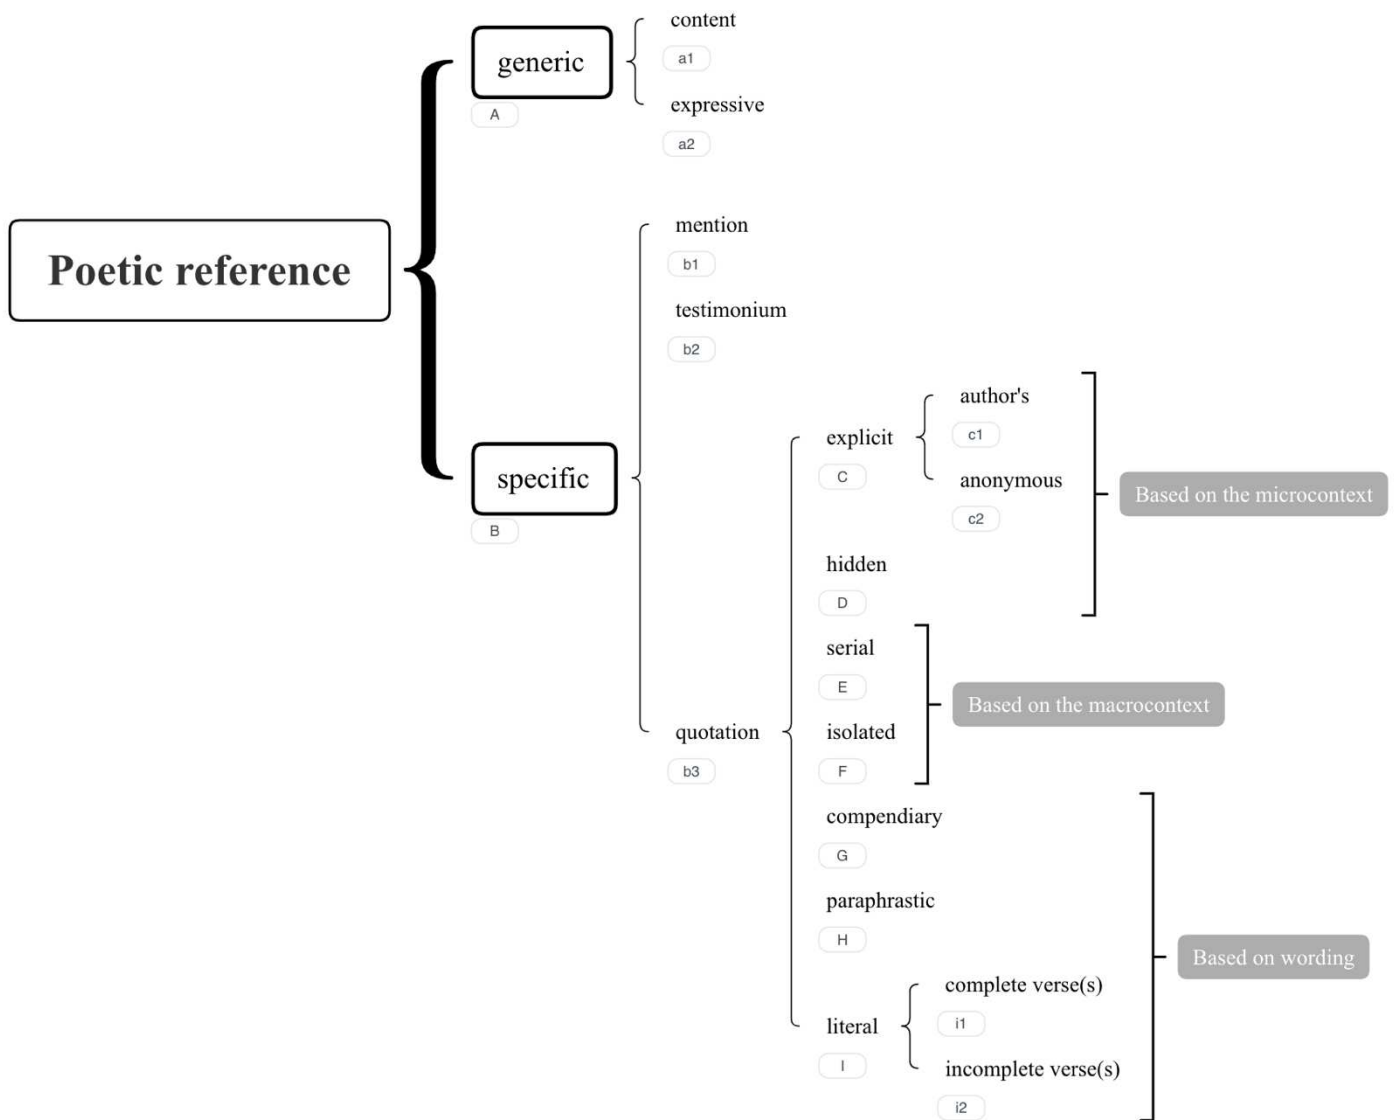 Poetic reference
generic
A
content
a1
expressive
a2
specific
B
mention
b1
testimonium
b2
quotation
b3
explicit
C
author's
c1
anonymous
c2
hidden
D
Based on the microcontext
serial
E
isolated
F
Based on the macrocontext
compendiary
G
paraphrastic
H
literal
I
complete verse(s)
i1
incomplete verse(s)
i2
Based on wording